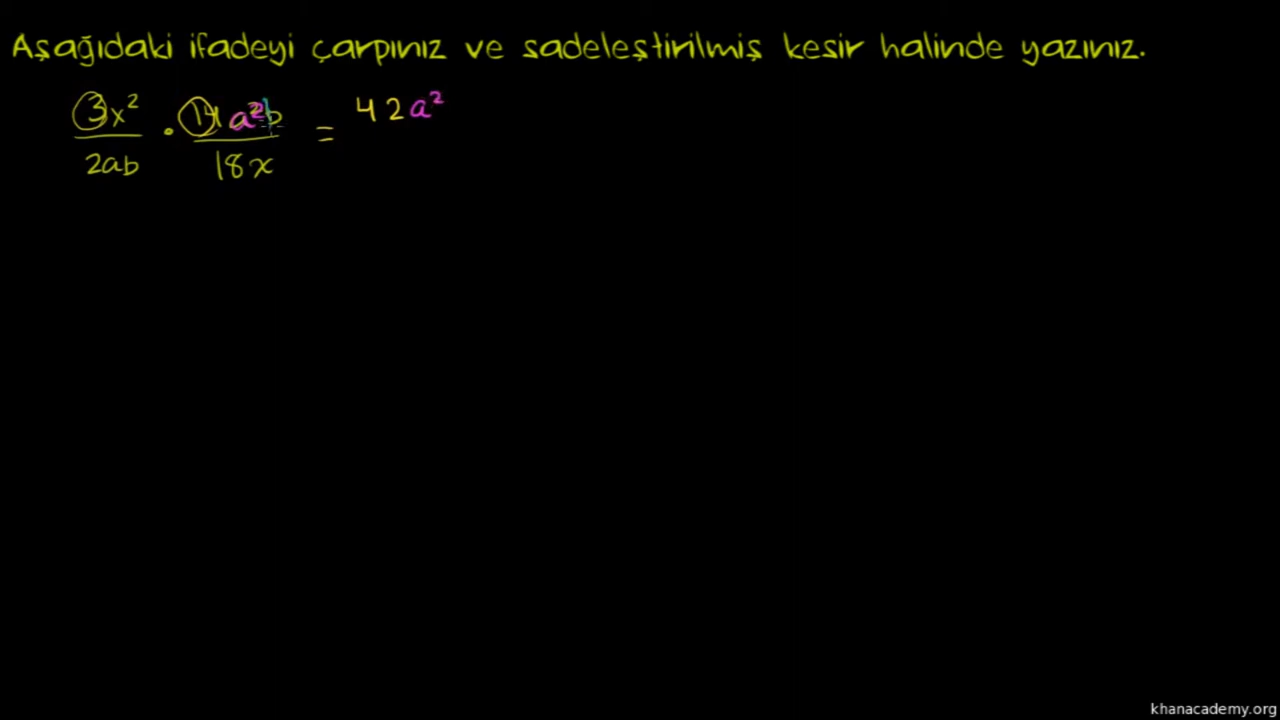 Aşağıdaki ifadeyi çarpınız ve sadeleştirilmiş kesir halinde yazınız.
3x²/2ab · 14a²b/18x = 42a²
khanacademy.org